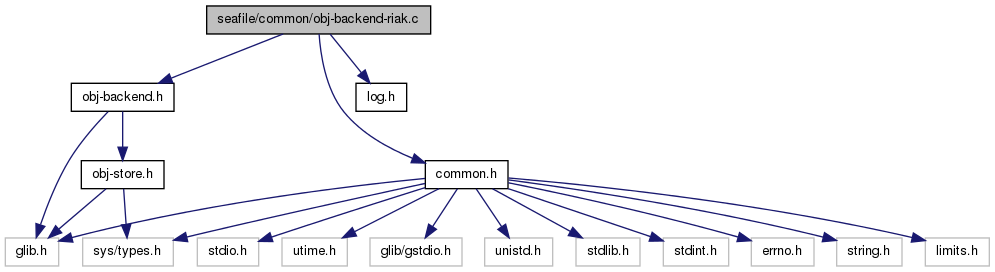 seafile/common/obj-backend-riak.c
obj-backend.h
log.h
obj-store.h
common.h
glib.h
sys/types.h
stdio.h
utime.h
glib/gstdio.h
unistd.h
stdlib.h
stdint.h
errno.h
string.h
limits.h